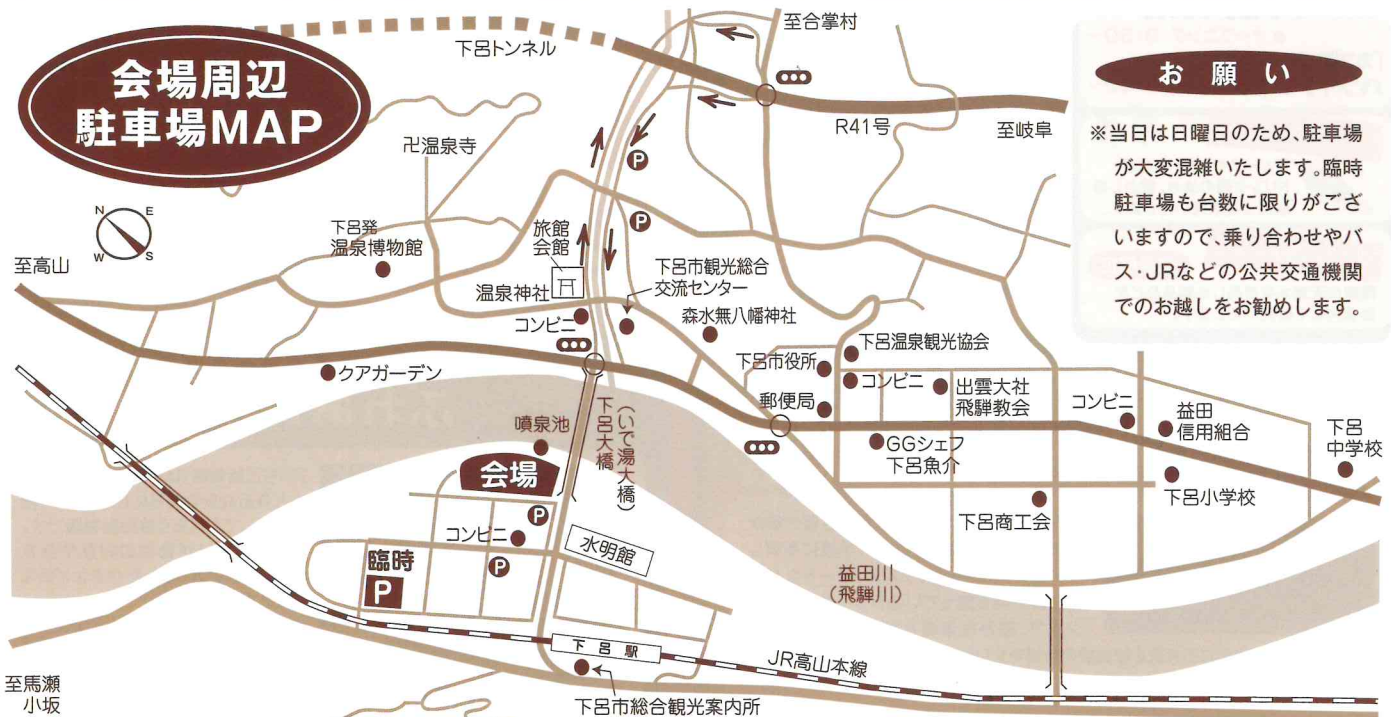 会場周辺
駐車場MAP
下呂トンネル
至合掌村
R41号
至岐阜
お願い
※当日は日曜日のため、駐車場
が大変混雑いたします。臨時
駐車場も台数に限りがござ
いますので、乗り合わせやバ
ス・JRなどの公共交通機関
でのお越しをお勧めします。
卍温泉寺
P
P
N
E
W
S
至高山
下呂発
温泉博物館
旅館
会館
温泉神社
コンビニ
下呂市観光総合
交流センター
森水無八幡神社
下呂市役所
下呂温泉観光協会
コンビニ
郵便局
出雲大社
飛騨教会
GGシェフ
下呂魚介
コンビニ
益田
信用組合
下呂
中学校
下呂小学校
下呂商工会
クアガーデン
噴泉池
会場
下呂大橋
(いで湯大橋)
P
コンビニ
P
水明館
臨時
P
益田川
(飛騨川)
下呂駅
JR高山本線
至馬瀬
小坂
下呂市総合観光案内所